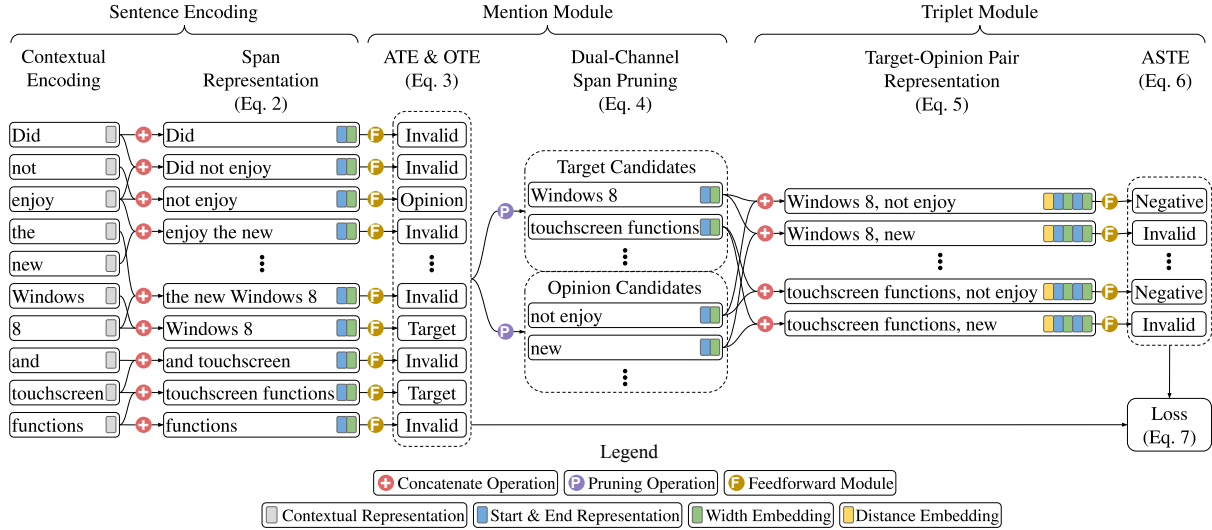 Sentence Encoding
Mention Module
Triplet Module
Contextual
Encoding
Span
Representation
(Eq. 2)
ATE & OTE
(Eq. 3)
Dual-Channel
Span Pruning
(Eq. 4)
Target-Opinion Pair
Representation
(Eq. 5)
ASTE
(Eq. 6)
Did
not
enjoy
the
new
Windows
8
and
touchscreen
functions
Did
Did not enjoy
not enjoy
enjoy the new
the new Windows 8
Windows 8
and touchscreen
touchscreen functions
functions
F
F
F
F
F
F
F
F
F
Invalid
Invalid
Opinion
Invalid
Invalid
Target
Invalid
Target
Invalid
P
P
Target Candidates
Windows 8
touchscreen functions
Opinion Candidates
not enjoy
new
Windows 8, not enjoy
Windows 8, new
touchscreen functions, not enjoy
touchscreen functions, new
F
F
F
F
Negative
Invalid
Negative
Invalid
Loss
(Eq. 7)
Legend
Concatenate Operation
P Pruning Operation
F Feedforward Module
Contextual Representation
Start & End Representation
Width Embedding
Distance Embedding